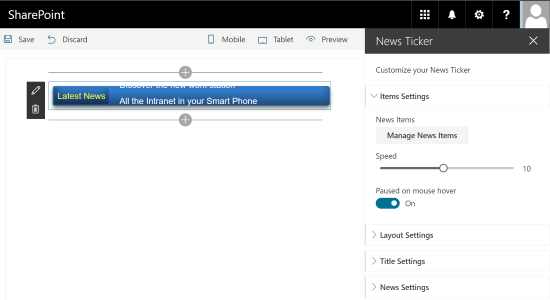 SharePoint
?
Save Discard Mobile Tablet Preview
News Ticker
Customize your News Ticker
Items Settings
Latest News
Discover the new work station
All the Intranet in your Smart Phone
News Items
Manage News Items
Speed
10
Paused on mouse hover
On
Layout Settings
Title Settings
News Settings